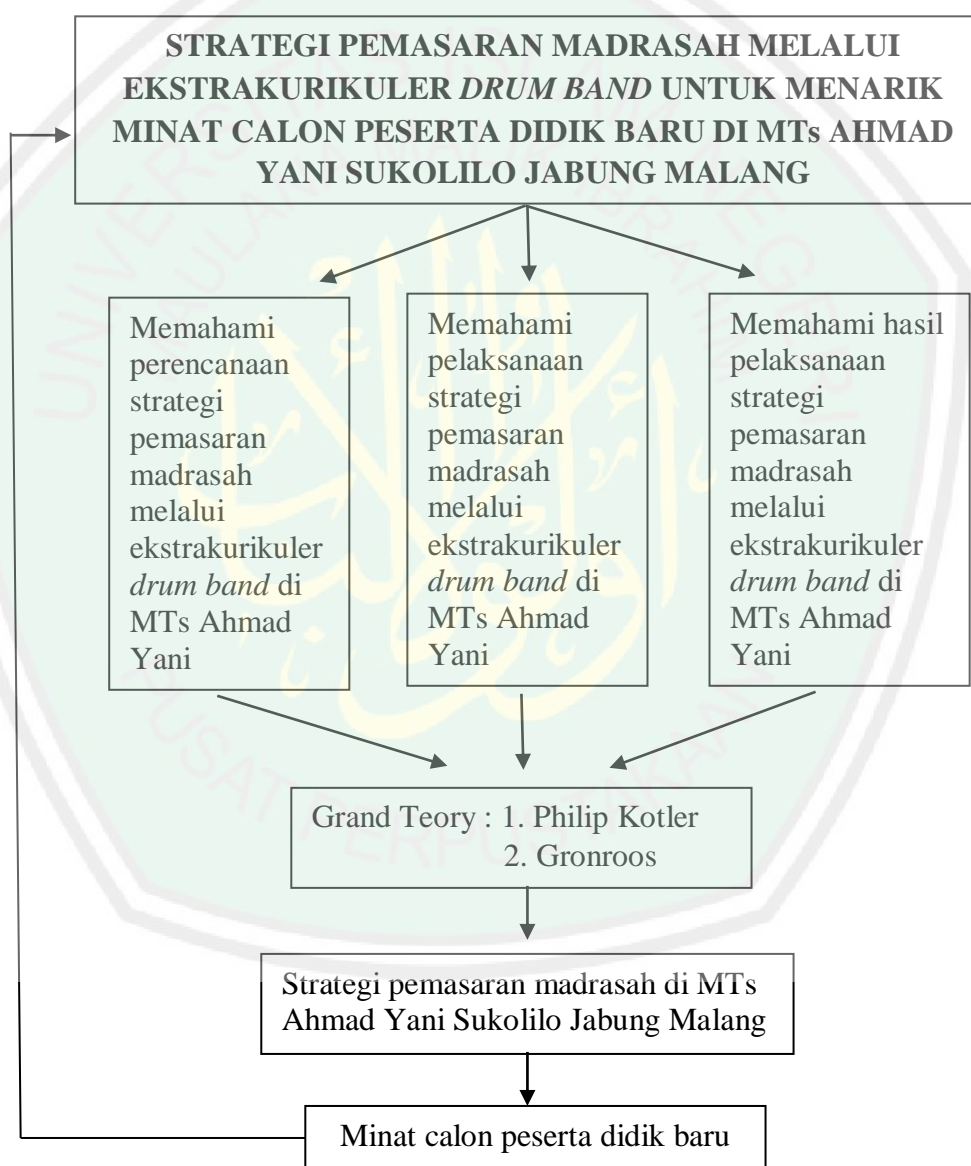 STRATEGI PEMASARAN MADRASAH MELALUI
EKSTRAKURIKULER DRUM BAND UNTUK MENARIK
MINAT CALON PESERTA DIDIK BARU DI MTs AHMAD
YANI SUKOLILO JABUNG MALANG
Memahami
perencanaan
strategi
pemasaran
madrasah
melalui
ekstrakurikuler
drum band di
MTs Ahmad
Yani
Memahami
pelaksanaan
strategi
pemasaran
madrasah
melalui
ekstrakurikuler
drum band di
MTs Ahmad
Yani
Memahami hasil
pelaksanaan
strategi
pemasaran
madrasah
melalui
ekstrakurikuler
drum band di
MTs Ahmad
Yani
Grand Teory : 1. Philip Kotler
2. Gronroos
Strategi pemasaran madrasah di MTs
Ahmad Yani Sukolilo Jabung Malang
Minat calon peserta didik baru
PUSAT PERPUSTAKAAN